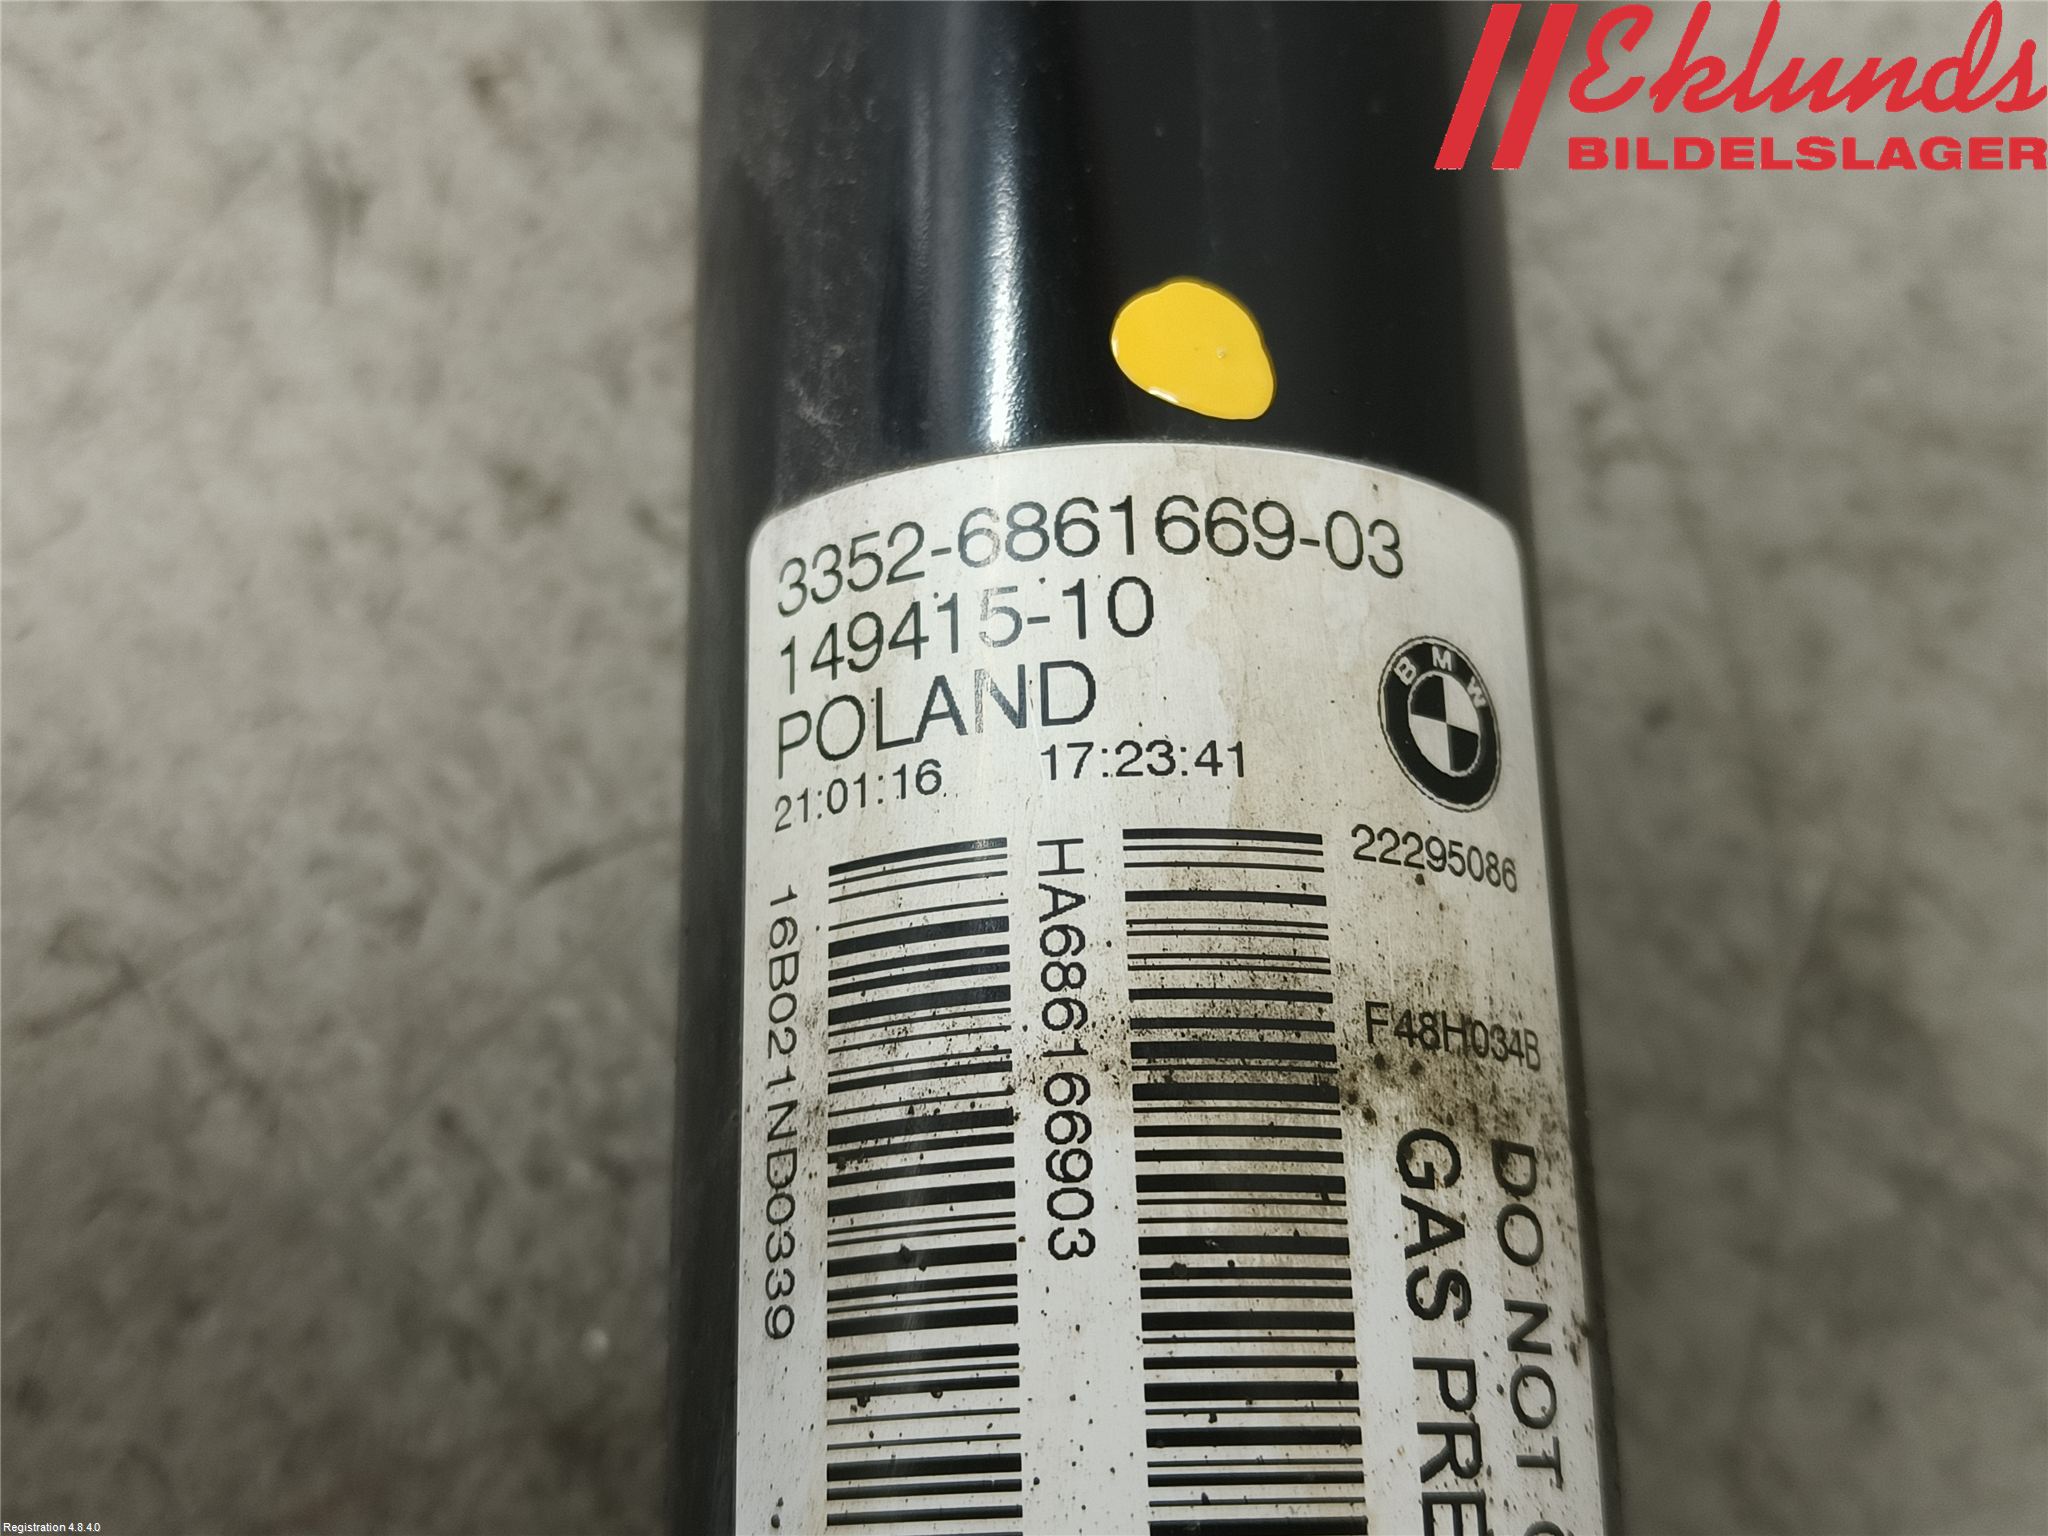 Eklunds
BILDELSLAGER
3352-6861669-03
149415-10
POLAND
21:01:16 17:23:41
BMW
22295086
F48H034B
16B021ND0339
HA686166903
DO NOT
GAS PRE
Registration 4.8.4.0